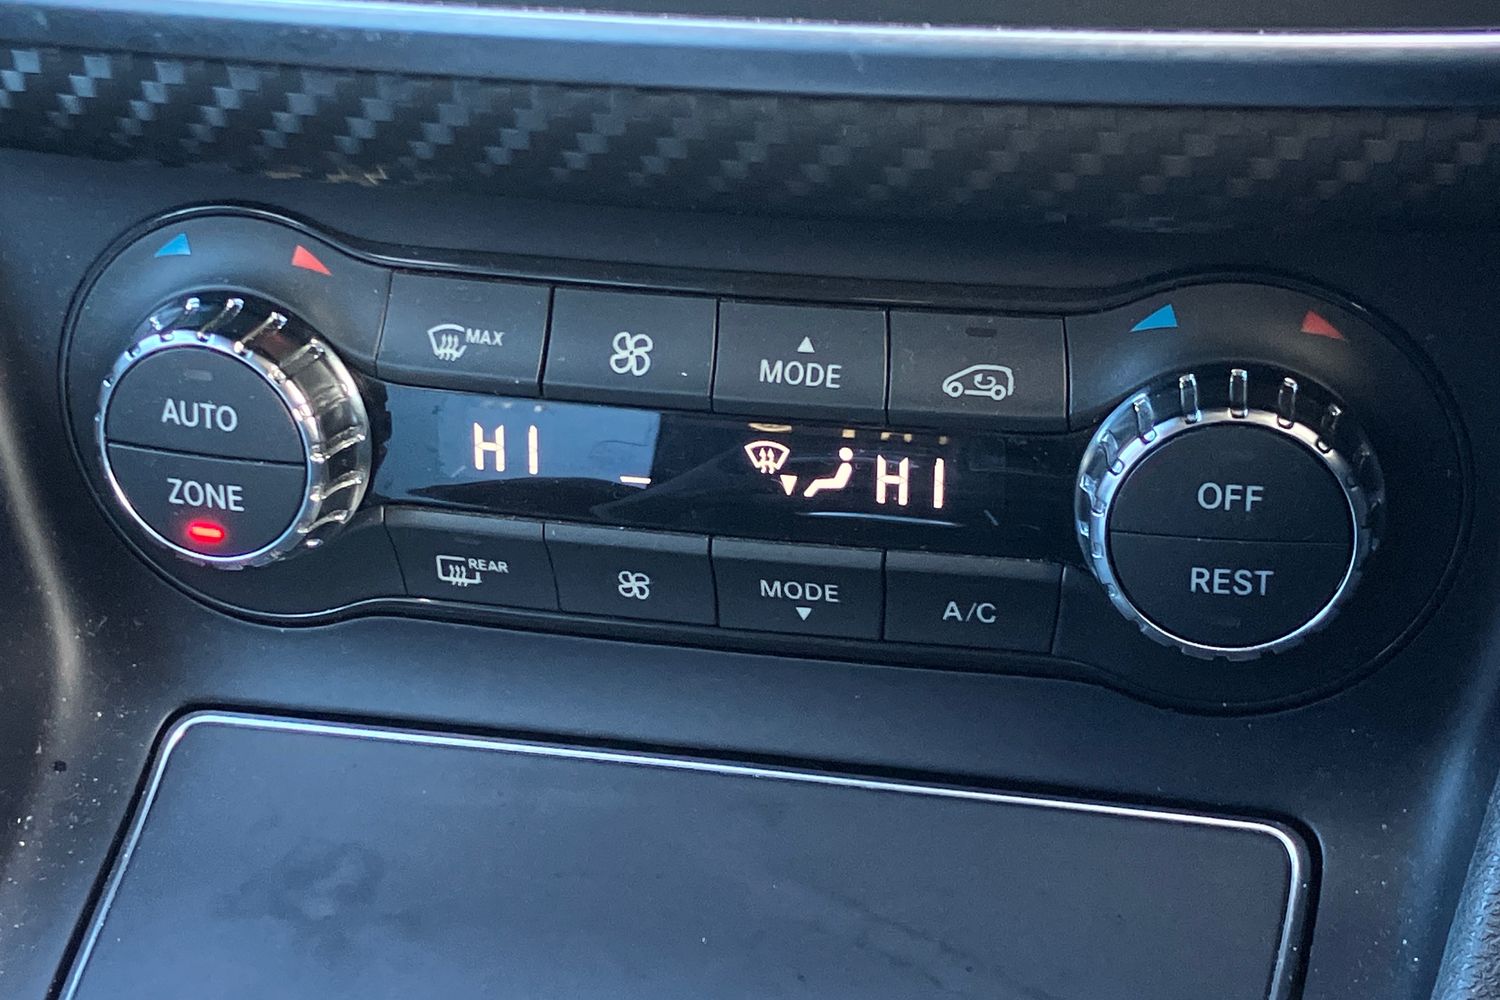 MAX
MODE
AUTO
ZONE
HI
HI
OFF
REST
REAR
MODE
A/C